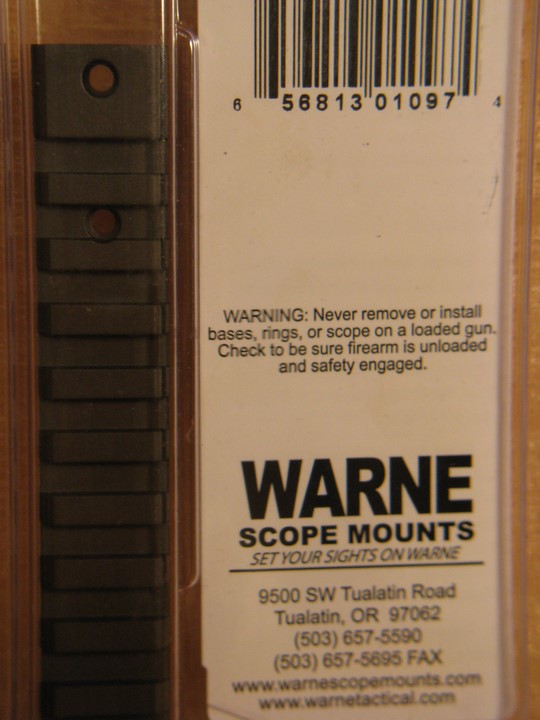 6 56813 01097 4
WARNING: Never remove or install
bases, rings, or scope on a loaded gun.
Check to be sure firearm is unloaded
and safety engaged.
WARNE
SCOPE MOUNTS
SET YOUR SIGHTS ON WARNE
9500 SW Tualatin Road
Tualatin, OR 97062
(503) 657-5590
(503) 657-5695 FAX
www.warnescopemounts.com
www.warnetactical.com